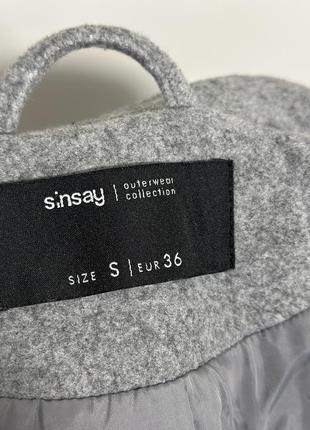 sinsay | outerwear
collection
SIZE S | EUR 36